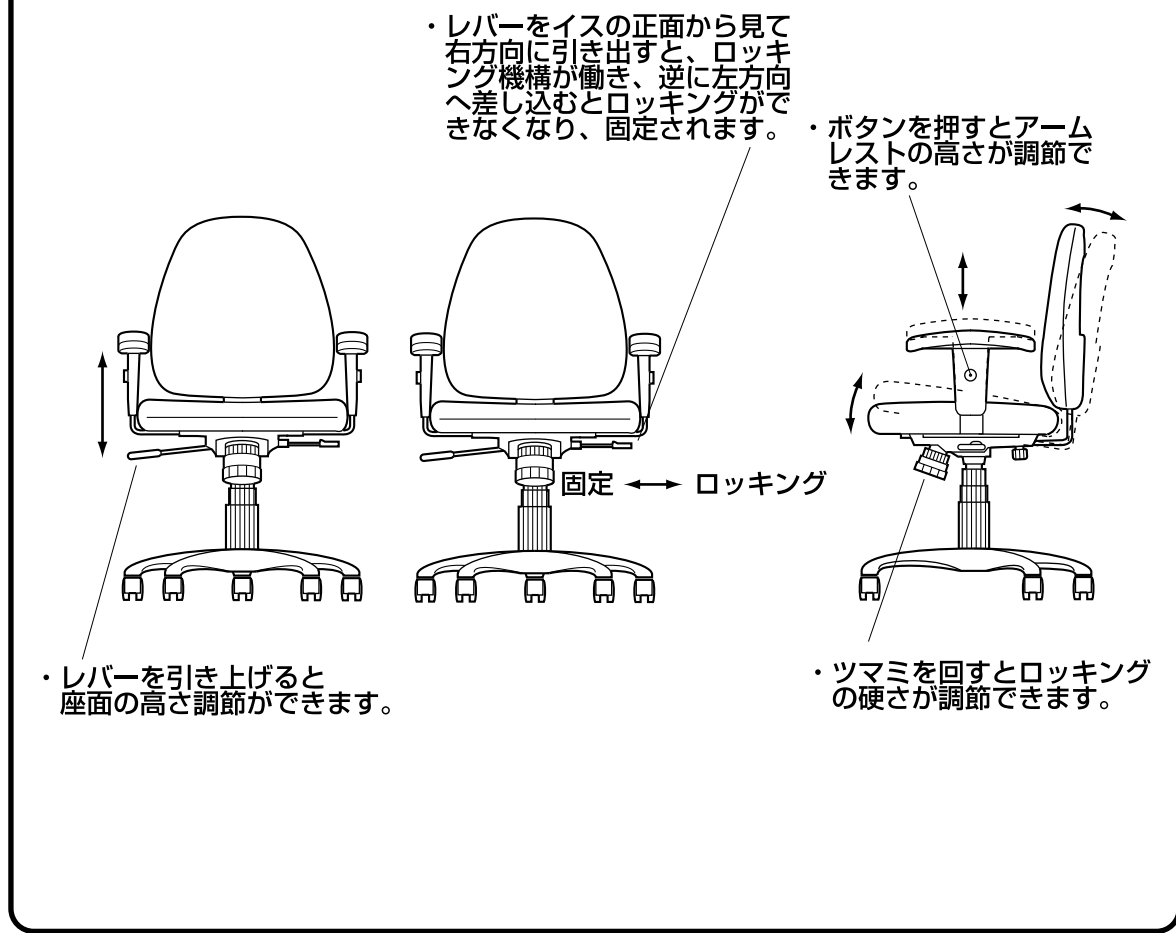 ・レバーをイスの正面から見て
右方向に引き出すと、ロッキ
ング機構が働き、逆に左方向
へ差し込むとロッキングがで
きなくなり、固定されます。
・ボタンを押すとアーム
レストの高さが調節で
きます。
固定 ←→ ロッキング
・レバーを引き上げると
座面の高さ調節ができます。
・ツマミを回すとロッキング
の硬さが調節できます。